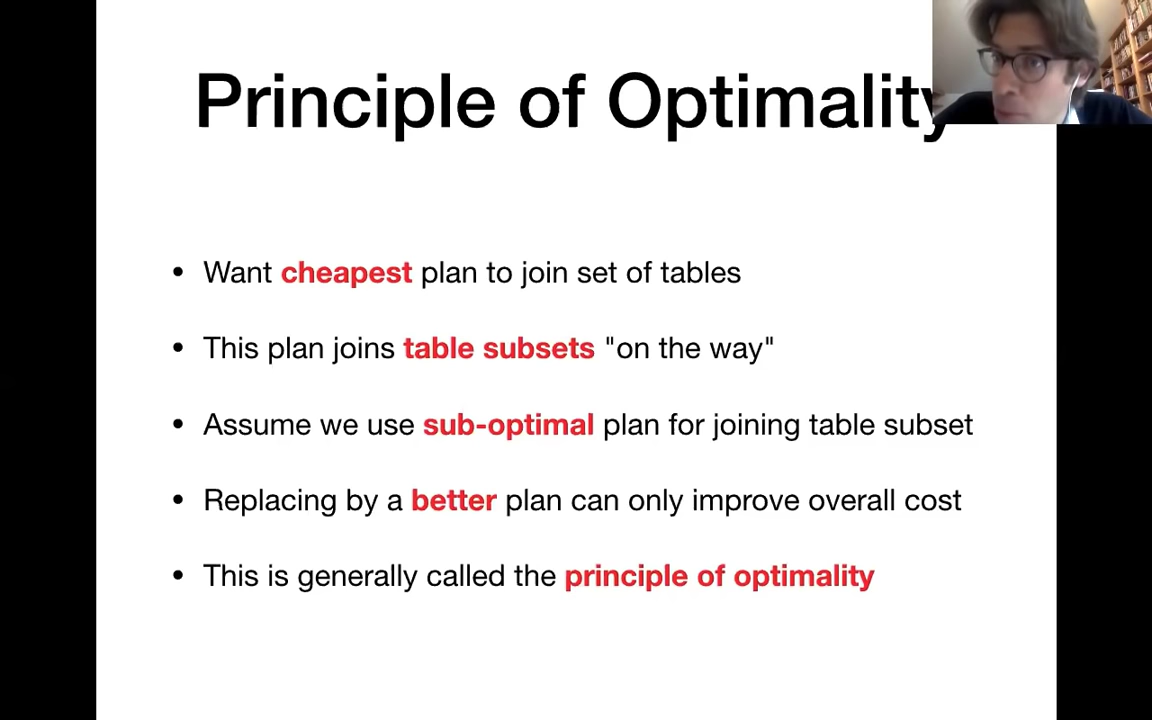 Principle of Optimality
• Want cheapest plan to join set of tables
• This plan joins table subsets "on the way"
• Assume we use sub-optimal plan for joining table subset
• Replacing by a better plan can only improve overall cost
• This is generally called the principle of optimality